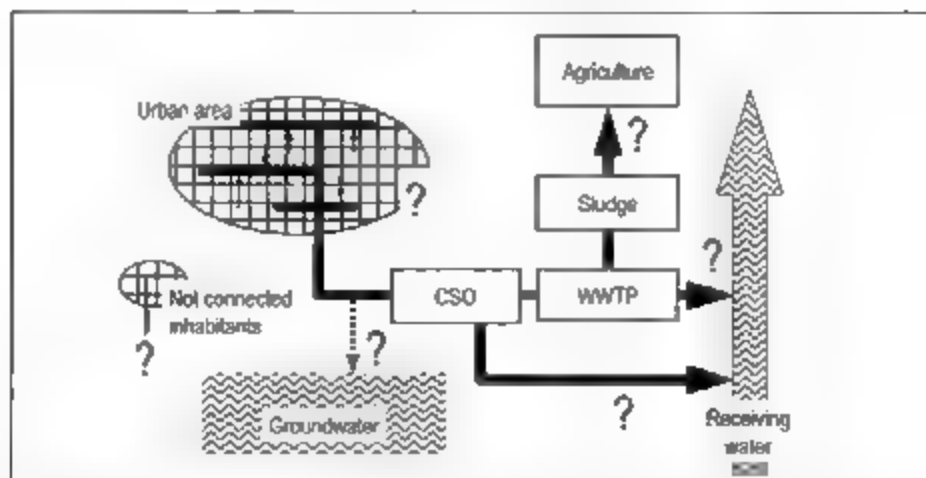 Agriculture
Urban area
?
Sludge
?
?
CSO
WWTP
Not connected
inhabitants
?
?
?
Groundwater
Receiving
water